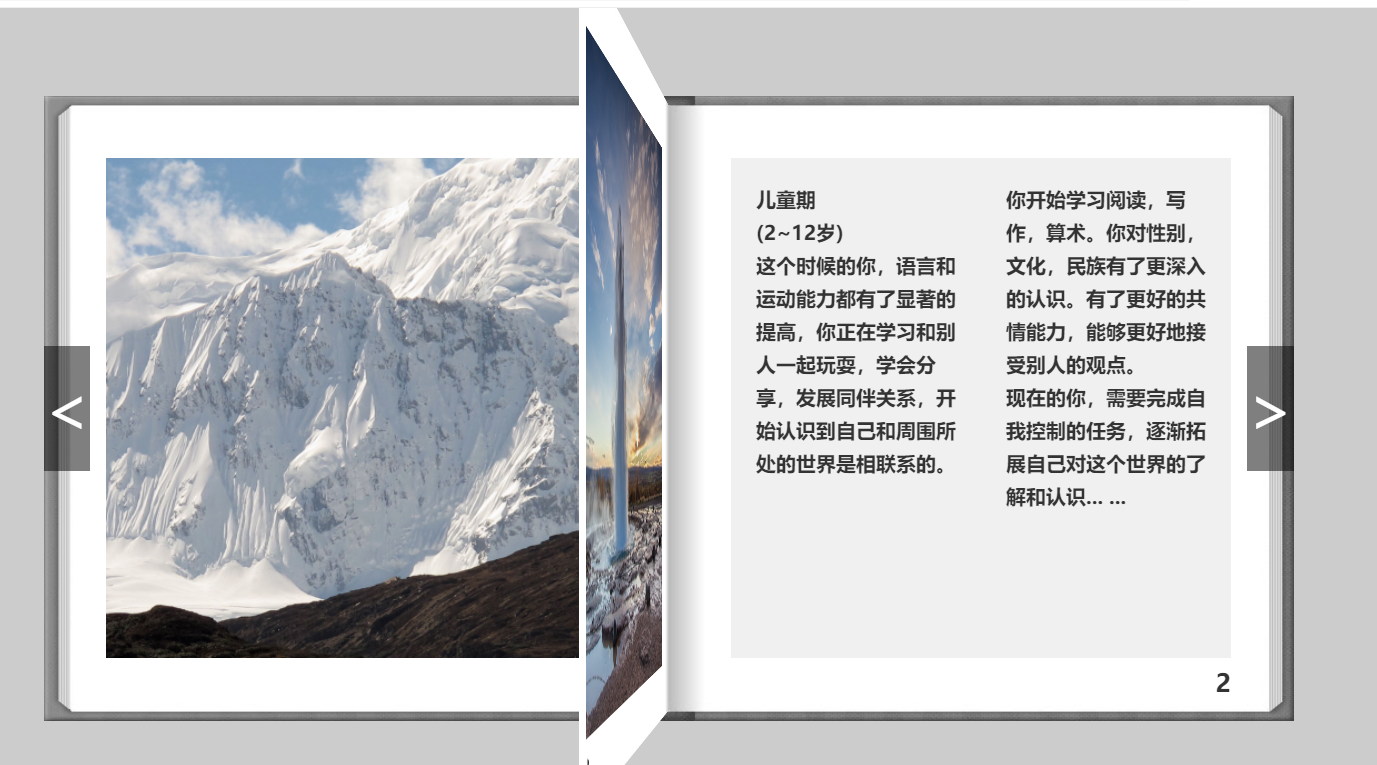 儿童期
(2~12岁)
这个时候的你，语言和
运动能力都有了显著的
提高，你正在学习和别
人一起玩耍，学会分
享，发展同伴关系，开
始认识到自己和周围所
处的世界是相联系的。
你开始学习阅读，写
作，算术。你对性别，
文化，民族有了更深入
的认识。有了更好的共
情能力，能够更好地接
受别人的观点。
现在的你，需要完成自
我控制的任务，逐渐拓
展自己对这个世界的了
解和认识... ...
<
>
2